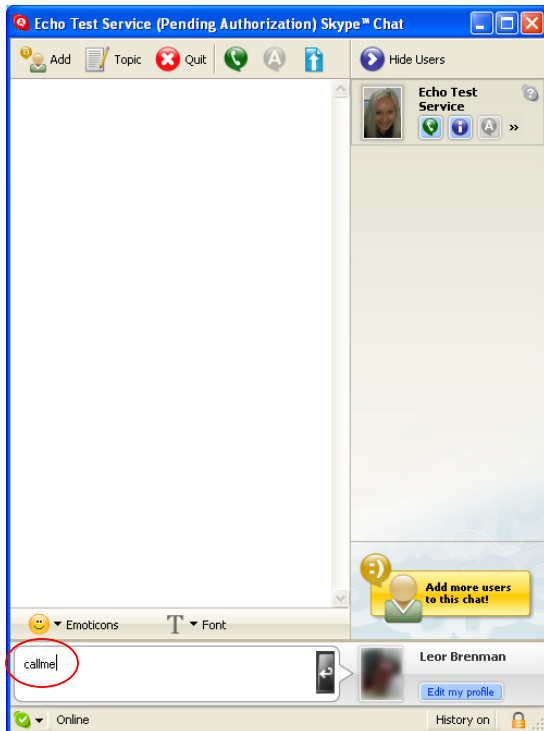 Echo Test Service (Pending Authorization) Skype™ Chat
Add Topic Quit A Hide Users
Echo Test
Service
A »
Add more users
to this chat!
Emoticons T Font
callme
Leor Brenman
Edit my profile
Online History on